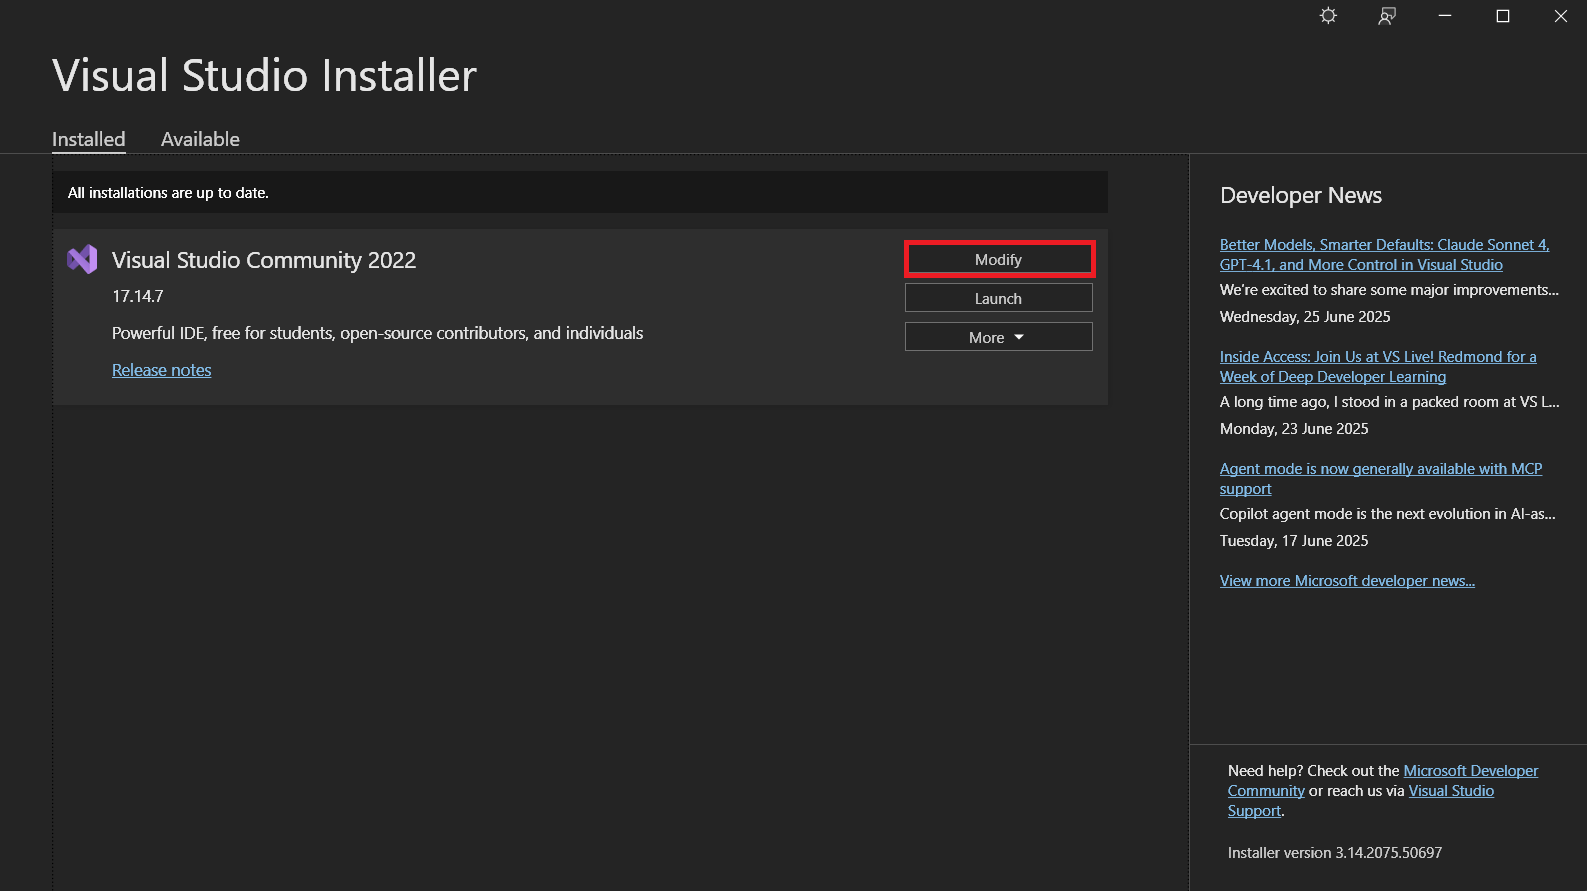 Visual Studio Installer
Installed
Available
All installations are up to date.
Visual Studio Community 2022
17.14.7
Powerful IDE, free for students, open-source contributors, and individuals
Release notes
Modify
Launch
More
Developer News
Better Models, Smarter Defaults: Claude Sonnet 4,
GPT-4.1, and More Control in Visual Studio
We're excited to share some major improvements...
Wednesday, 25 June 2025
Inside Access: Join Us at VS Live! Redmond for a
Week of Deep Developer Learning
A long time ago, I stood in a packed room at VS L...
Monday, 23 June 2025
Agent mode is now generally available with MCP
support
Copilot agent mode is the next evolution in AI-as...
Tuesday, 17 June 2025
View more Microsoft developer news...
Need help? Check out the Microsoft Developer
Community or reach us via Visual Studio
Support.
Installer version 3.14.2075.50697